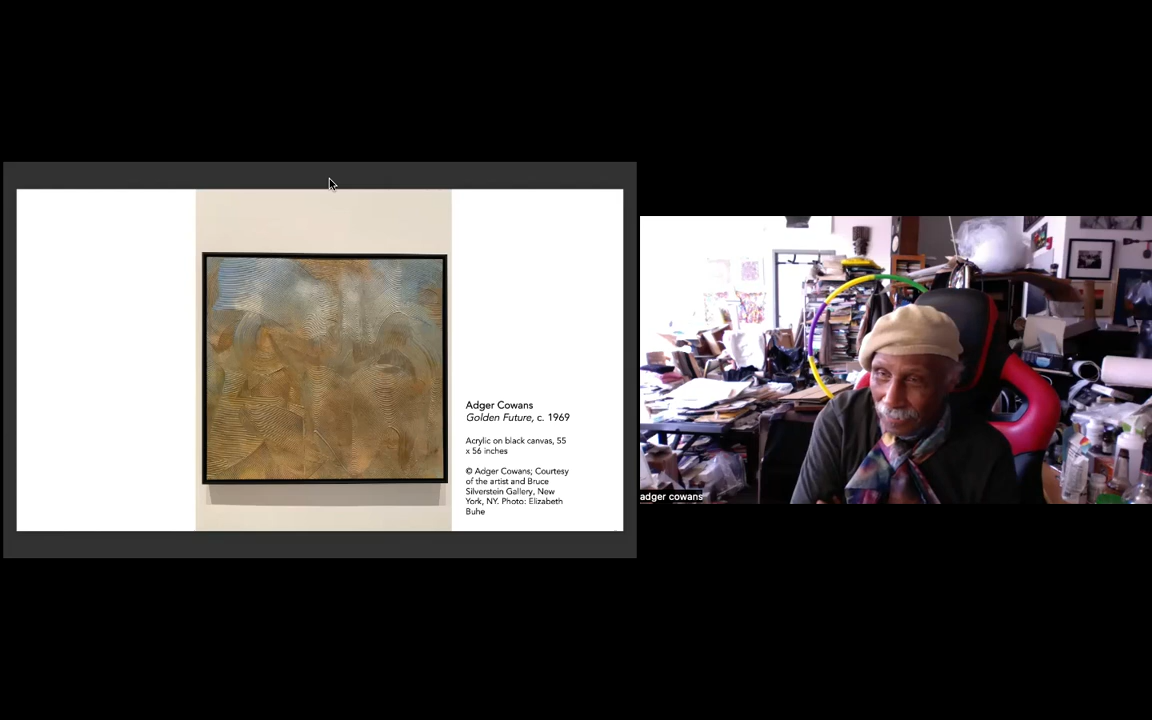 Adger Cowans
Golden Future, c. 1969
Acrylic on black canvas, 55
x 56 inches
© Adger Cowans; Courtesy
of the artist and Bruce
Silverstein Gallery, New
York, NY. Photo: Elizabeth
Buhe
adger cowans